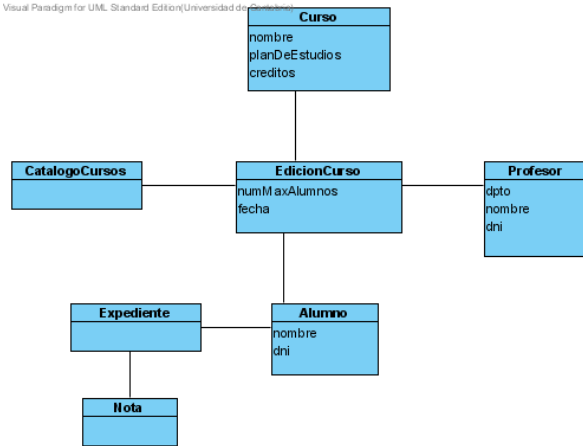 Visual Paradigm for UML Standard Edition(Universidad de Cantabria)
Curso
nombre
planDeEstudios
creditos
CatalogoCursos
EdicionCurso
numMaxAlumnos
fecha
Profesor
dpto
nombre
dni
Expediente
Alumno
nombre
dni
Nota